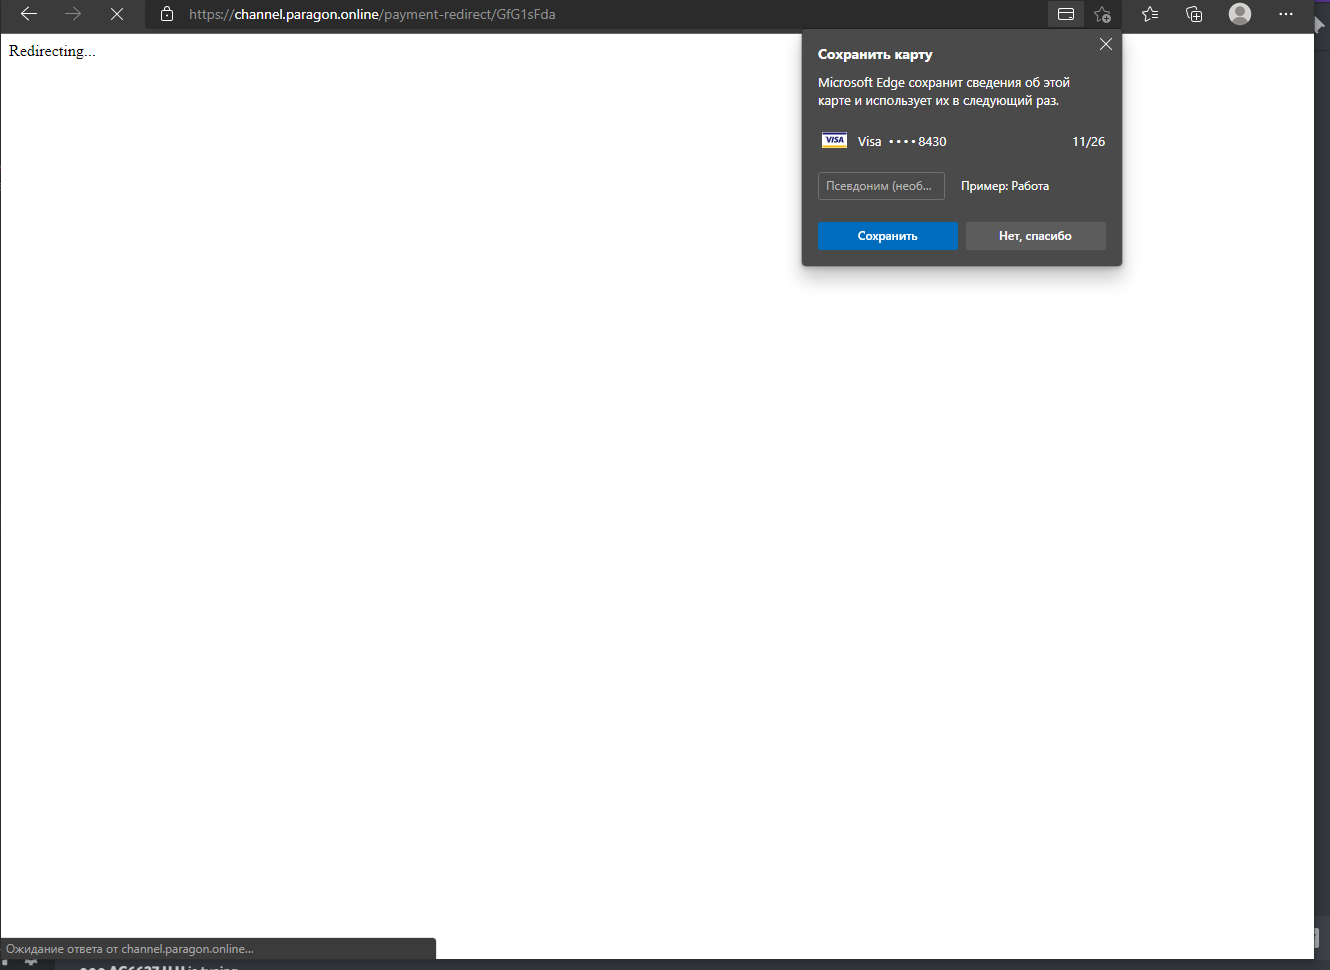 https://channel.paragon.online/payment-redirect/GfG1sFda
Redirecting...
Сохранить карту
Microsoft Edge сохранит сведения об этой
карте и использует их в следующий раз.
VISA Visa •••• 8430 11/26
Псевдоним (необ... Пример: Работа
Сохранить Нет, спасибо
Ожидание ответа от channel.paragon.online...
is typing